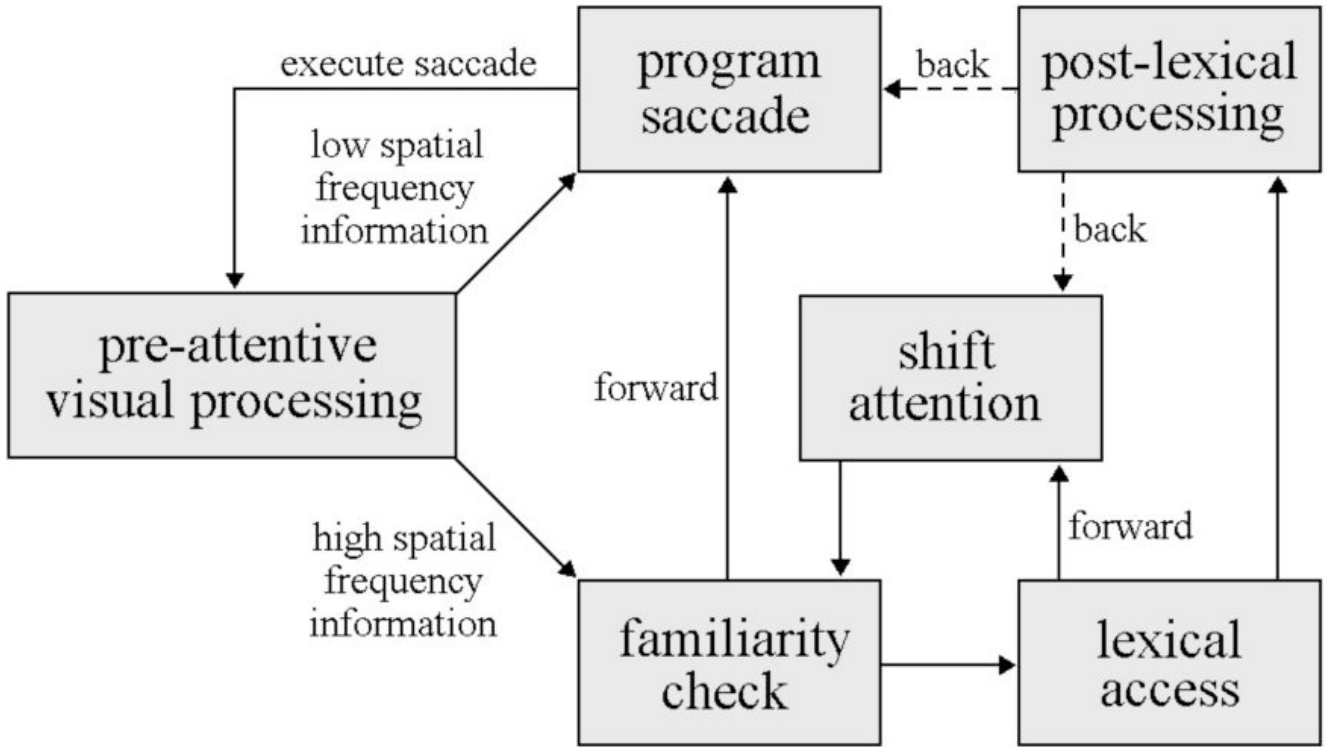 execute saccade
program
saccade
back
post-lexical
processing
low spatial
frequency
information
back
pre-attentive
visual processing
forward
shift
attention
high spatial
frequency
information
forward
familiarity
check
lexical
access